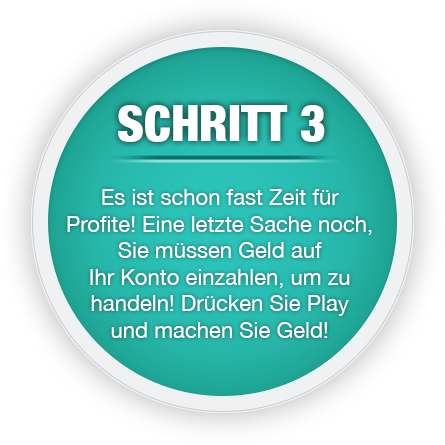 SCHRITT 3
Es ist schon fast Zeit für
Profite! Eine letzte Sache noch,
Sie müssen Geld auf
Ihr Konto einzahlen, um zu
handeln! Drücken Sie Play
und machen Sie Geld!